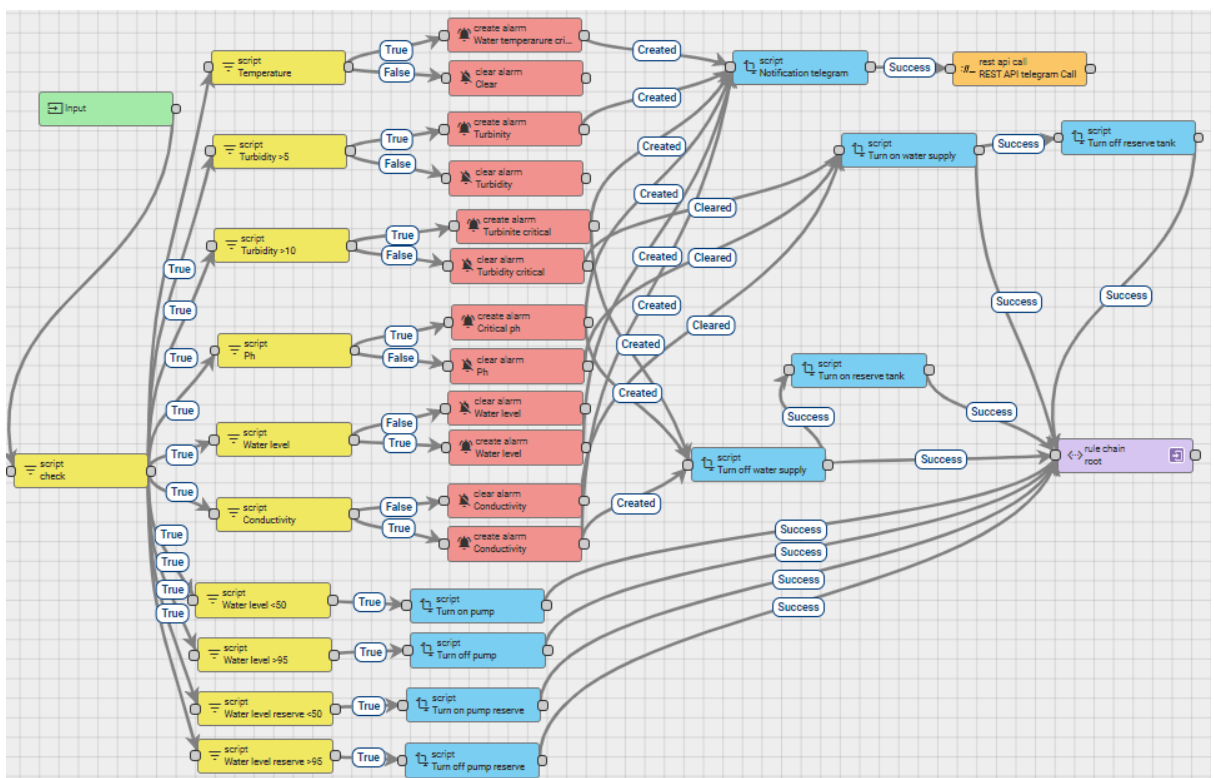 Input
script
check
True
True
True
True
True
True
True
True
True
True
script
Temperature
True
False
create alarm
Water temperarure cri...
clear alarm
Clear
script
Turbidity >5
True
False
create alarm
Turbinity
clear alarm
Turbidity
script
Turbidity >10
True
False
create alarm
Turbinite critical
clear alarm
Turbidity critical
script
Ph
True
False
create alarm
Critical ph
clear alarm
Ph
script
Water level
False
True
clear alarm
Water level
create alarm
Water level
script
Conductivity
False
True
clear alarm
Conductivity
create alarm
Conductivity
script
Water level <50
True
script
Turn on pump
script
Water level >95
True
script
Turn off pump
script
Water level reserve <50
True
script
Turn on pump reserve
script
Water level reserve >95
True
script
Turn off pump reserve
Created
Created
Created
Created
Cleared
Created
Cleared
Created
Cleared
Created
Created
Created
script
Notification telegram
Success
rest api call
REST API telegram Call
script
Turn on water supply
Success
script
Turn off reserve tank
Success
Success
script
Turn on reserve tank
Success
Success
script
Turn off water supply
Success
Success
Success
Success
Success
rule chain
root